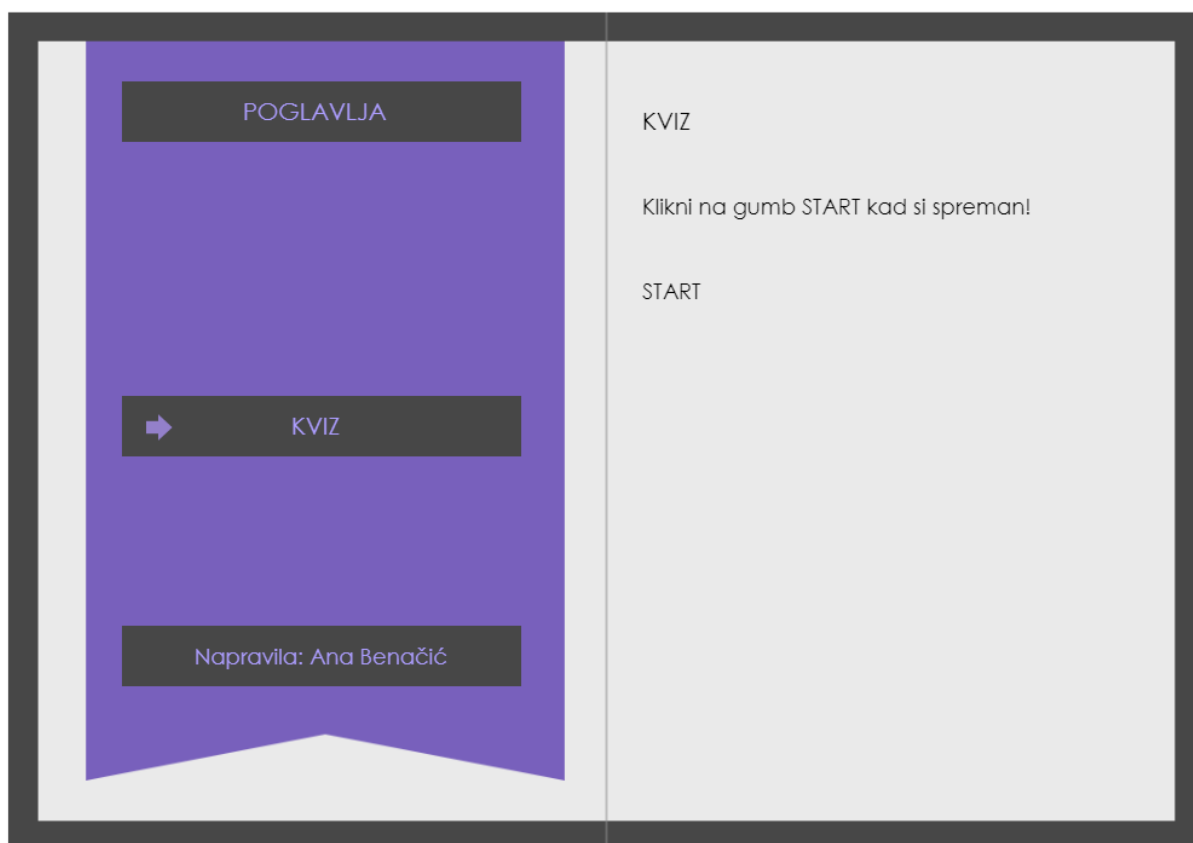 POGLAVLJA
KVIZ
Napravila: Ana Benačić
KVIZ
Klikni na gumb START kad si spreman!
START